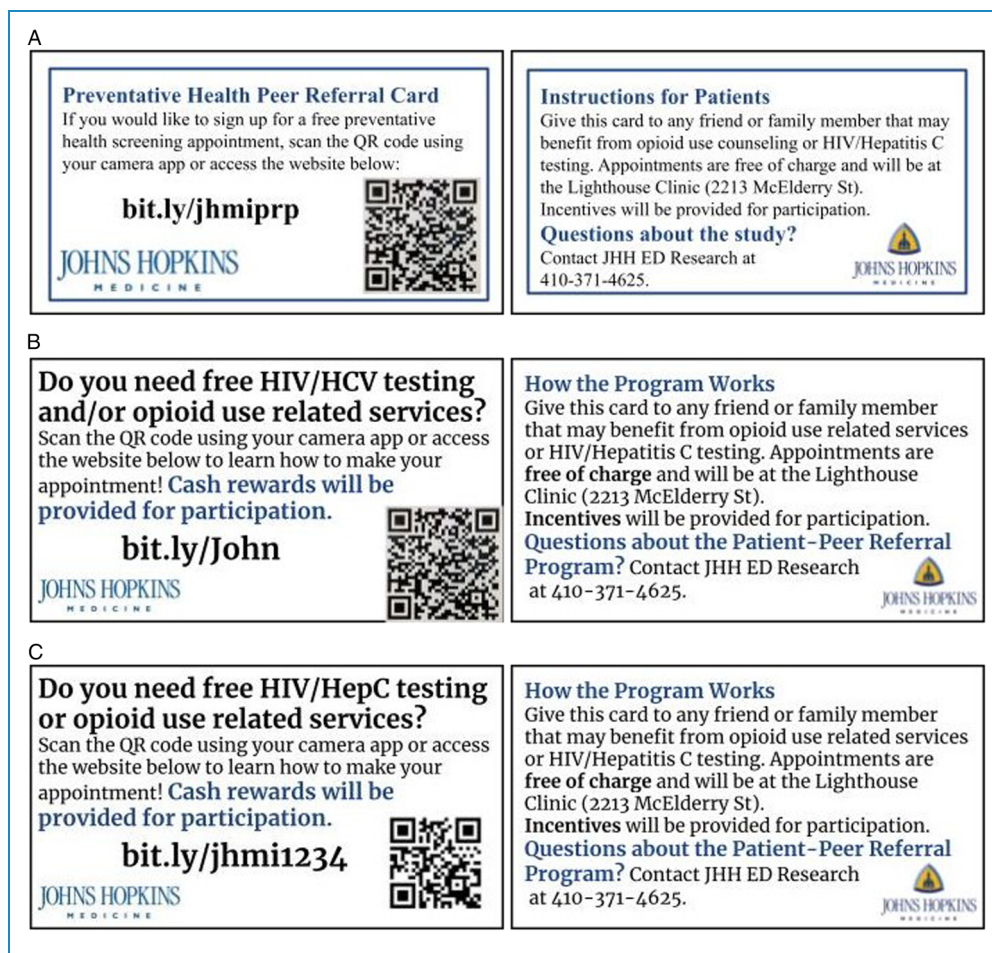 A
Preventative Health Peer Referral Card
If you would like to sign up for a free preventative
health screening appointment, scan the QR code using
your camera app or access the website below:
bit.ly/jhmiprp
JOHNS HOPKINS
MEDICINE
Instructions for Patients
Give this card to any friend or family member that may
benefit from opioid use counseling or HIV/Hepatitis C
testing. Appointments are free of charge and will be at
the Lighthouse Clinic (2213 McElderry St).
Incentives will be provided for participation.
Questions about the study?
Contact JHH ED Research at
410-371-4625.
JOHNS HOPKINS
MEDICINE
B
Do you need free HIV/HCV testing
and/or opioid use related services?
Scan the QR code using your camera app or access
the website below to learn how to make your
appointment! Cash rewards will be
provided for participation.
bit.ly/John
JOHNS HOPKINS
MEDICINE
How the Program Works
Give this card to any friend or family member
that may benefit from opioid use related services
or HIV/Hepatitis C testing. Appointments are
free of charge and will be at the Lighthouse
Clinic (2213 McElderry St).
Incentives will be provided for participation.
Questions about the Patient-Peer Referral
Program? Contact JHH ED Research
at 410-371-4625.
JOHNS HOPKINS
MEDICINE
C
Do you need free HIV/HepC testing
or opioid use related services?
Scan the QR code using your camera app or access
the website below to learn how to make your
appointment! Cash rewards will be
provided for participation.
bit.ly/jhmi1234
JOHNS HOPKINS
MEDICINE
How the Program Works
Give this card to any friend or family member
that may benefit from opioid use related services
or HIV/Hepatitis C testing. Appointments are
free of charge and will be at the Lighthouse
Clinic (2213 McElderry St).
Incentives will be provided for participation.
Questions about the Patient-Peer Referral
Program? Contact JHH ED Research
at 410-371-4625.
JOHNS HOPKINS
MEDICINE